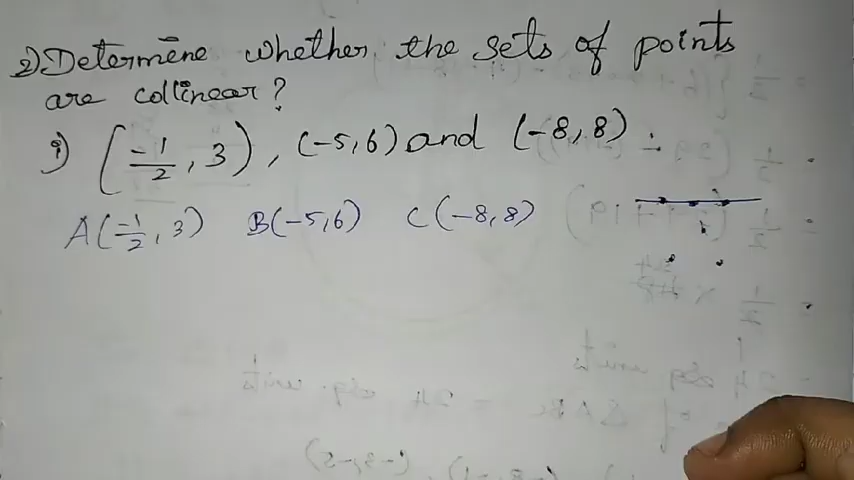 2) Determine whether the sets of points
are collinear?
i) (-1/2, 3), (-5,6) and (-8,8).
A(-1/2, 3) B(-5,6) C(-8,8)